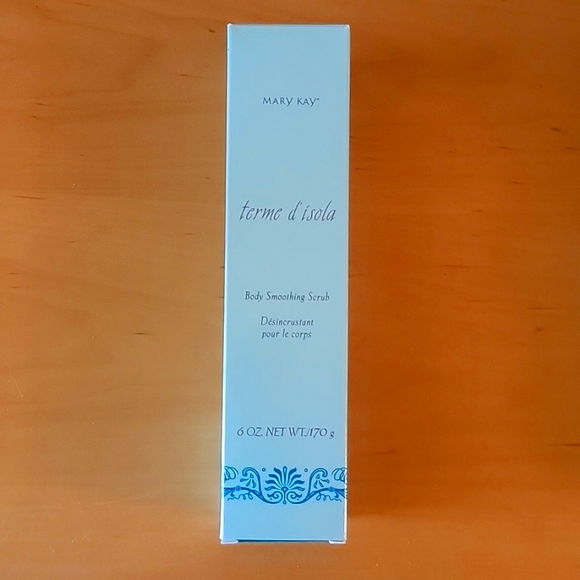 MARY KAY®
terme d'isola
Body Smoothing Scrub
Désincrustant
pour le corps
6 OZ. NET WT./170 g